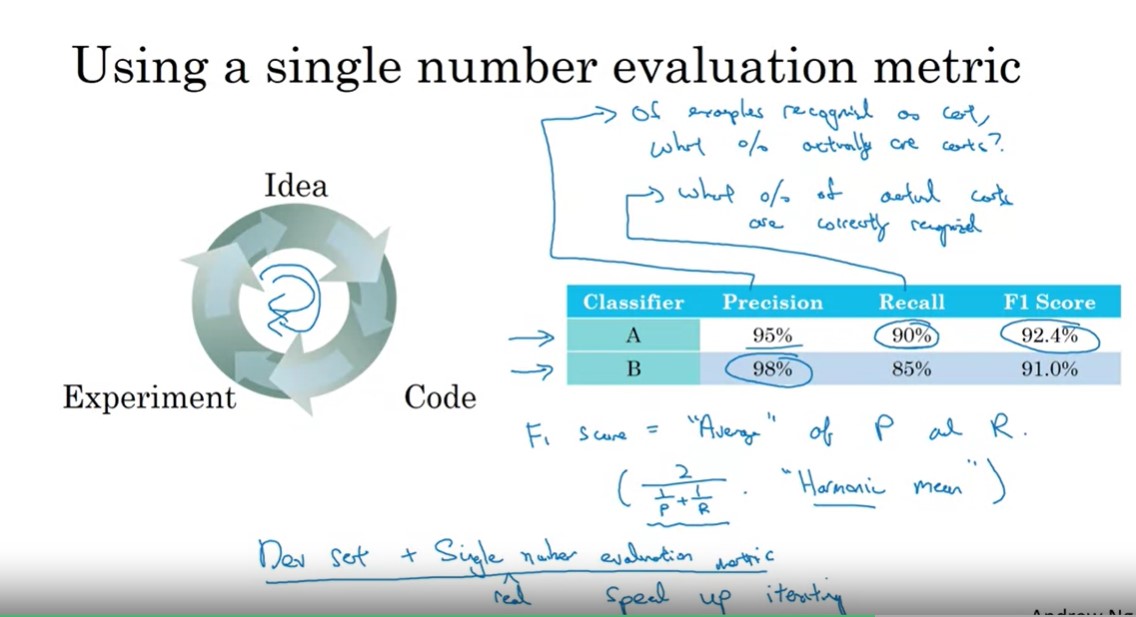 Using a single number evaluation metric
Of examples recognized as cat,
what % actually are cats?
what % of actual cats
are correctly recognized
Idea
Experiment
Code
Classifier Precision Recall F1 Score
A 95% 90% 92.4%
B 98% 85% 91.0%
F1 score = "Average" of P and R.
( 2 / (1/P + 1/R) . "Harmonic mean" )
Dev set + Single number evaluation metric
real speed up iterating
Andrew Ng